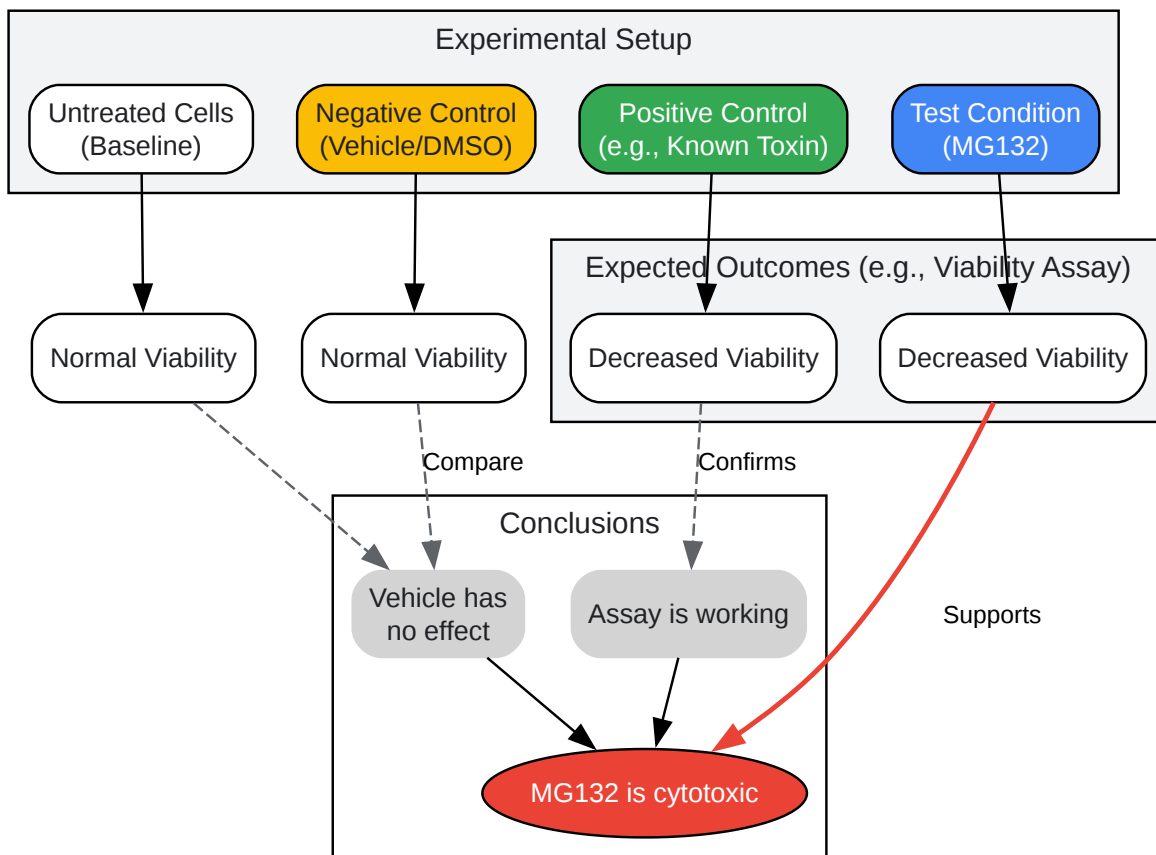 Experimental Setup
Untreated Cells
(Baseline)
Negative Control
(Vehicle/DMSO)
Positive Control
(e.g., Known Toxin)
Test Condition
(MG132)
Expected Outcomes (e.g., Viability Assay)
Normal Viability
Normal Viability
Decreased Viability
Decreased Viability
Compare
Confirms
Conclusions
Vehicle has
no effect
Assay is working
Supports
MG132 is cytotoxic